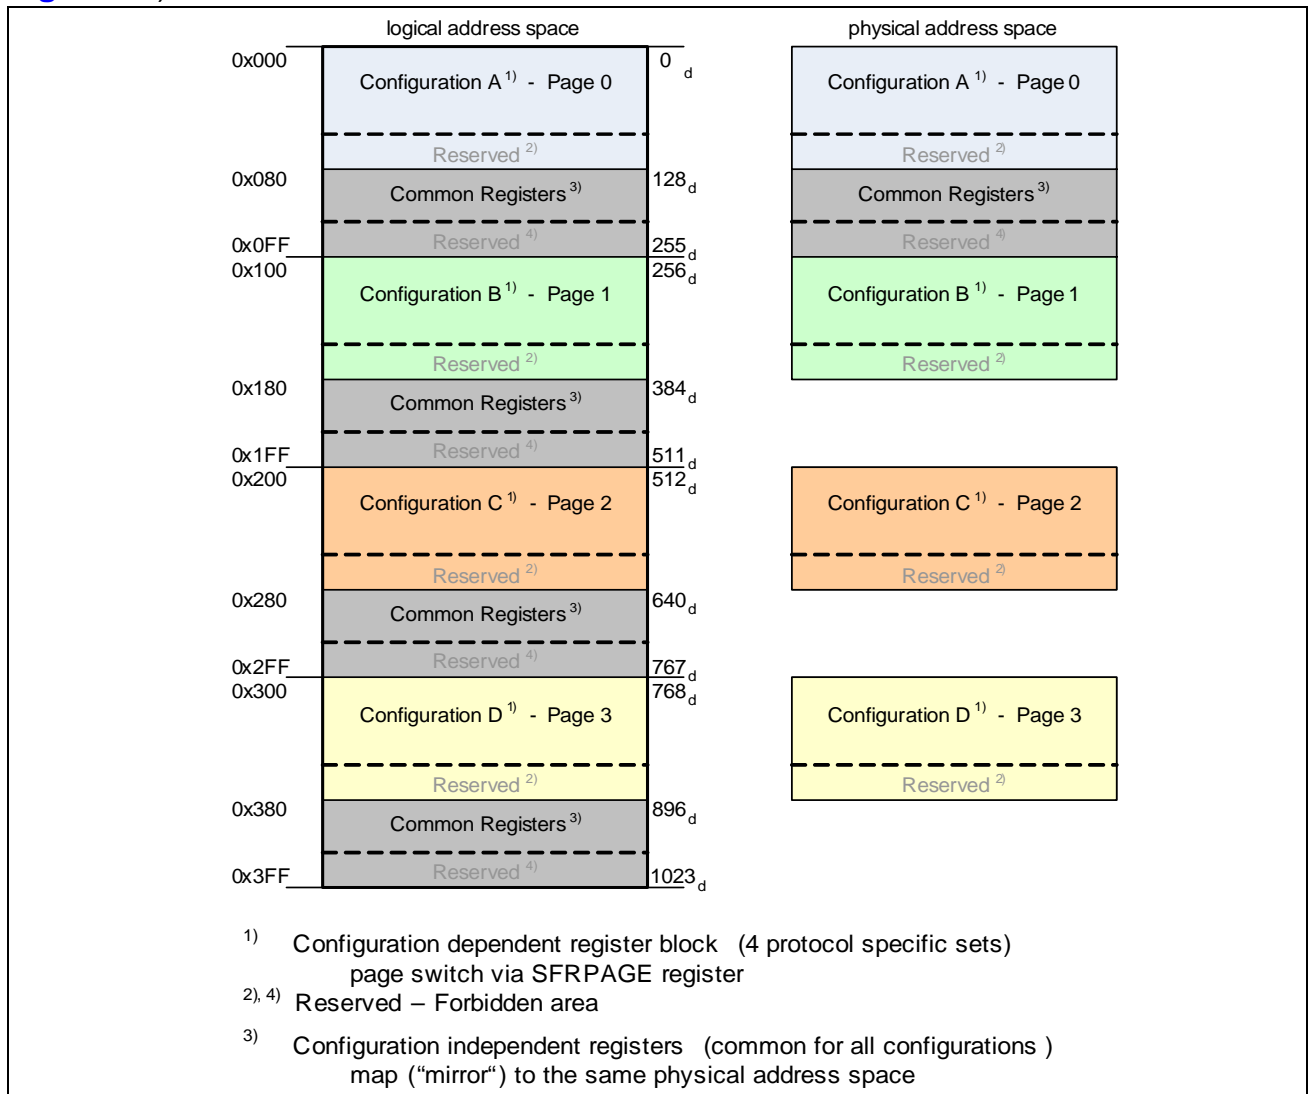 logical address space physical address space
0x000 0 d
Configuration A 1) - Page 0 Configuration A 1) - Page 0
Reserved 2) Reserved 2)
0x080 128 d
Common Registers 3) Common Registers 3)
Reserved 4) Reserved 4)
0x0FF 255 d
0x100 256 d
Configuration B 1) - Page 1 Configuration B 1) - Page 1
Reserved 2) Reserved 2)
0x180 384 d
Common Registers 3)
Reserved 4)
0x1FF 511 d
0x200 512 d
Configuration C 1) - Page 2 Configuration C 1) - Page 2
Reserved 2) Reserved 2)
0x280 640 d
Common Registers 3)
Reserved 4)
0x2FF 767 d
0x300 768 d
Configuration D 1) - Page 3 Configuration D 1) - Page 3
Reserved 2) Reserved 2)
0x380 896 d
Common Registers 3)
Reserved 4)
0x3FF 1023 d
1) Configuration dependent register block (4 protocol specific sets)
page switch via SFRPAGE register
2), 4) Reserved – Forbidden area
3) Configuration independent registers (common for all configurations )
map (“mirror“) to the same physical address space